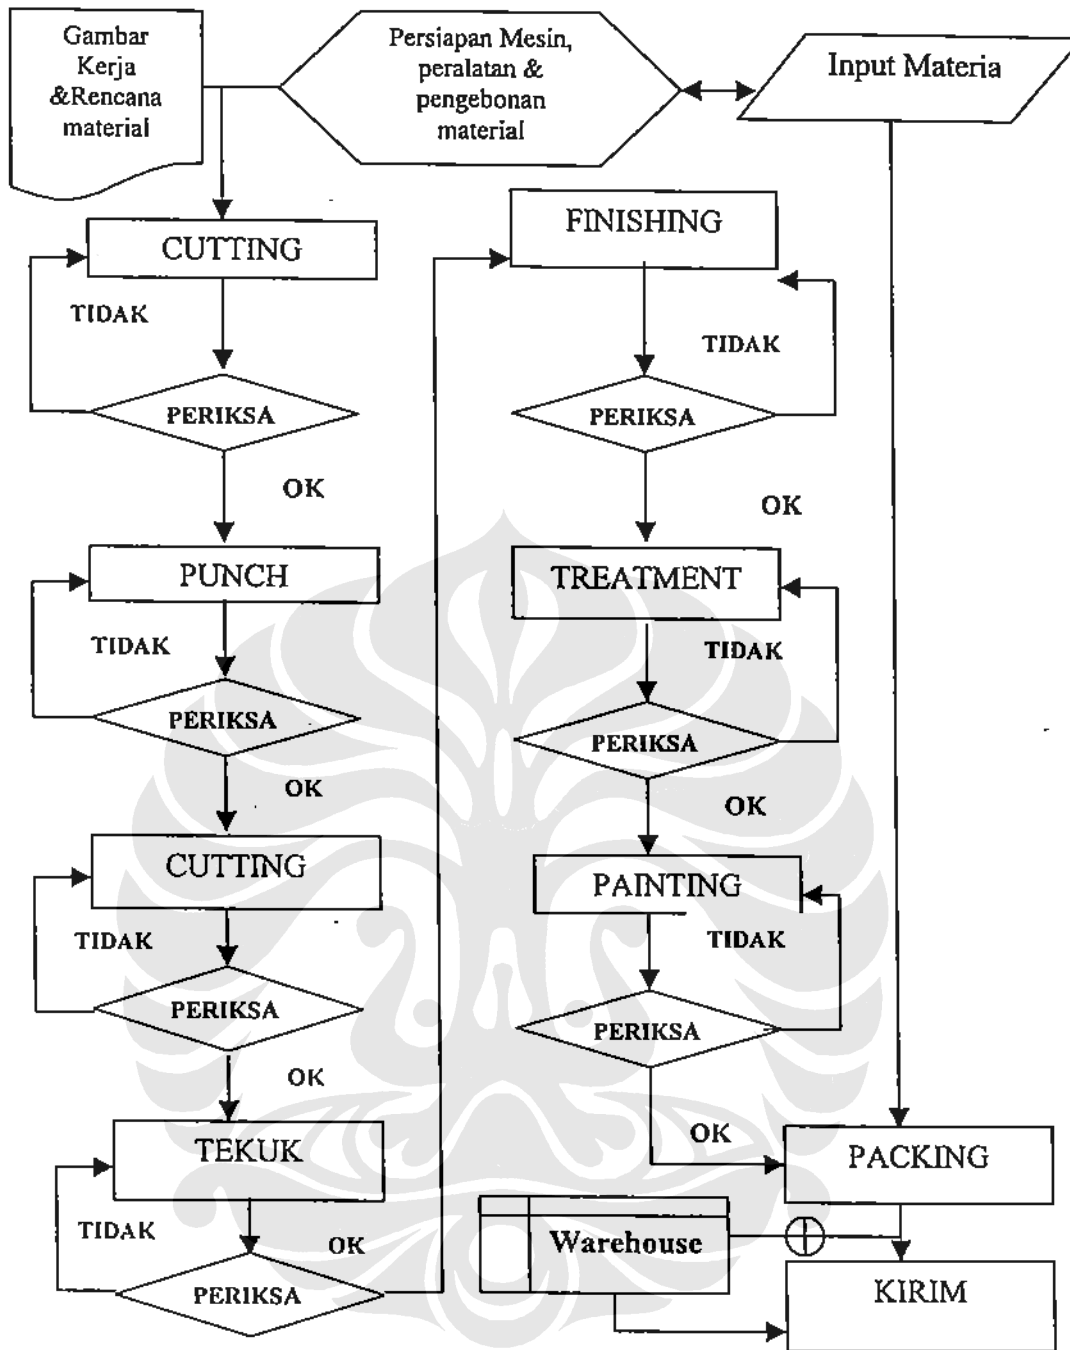 Gambar
Kerja
&Rencana
material
Persiapan Mesin,
peralatan &
pengebonan
material
Input Materia
CUTTING
TIDAK
PERIKSA
OK
PUNCH
TIDAK
PERIKSA
OK
CUTTING
TIDAK
PERIKSA
OK
TEKUK
TIDAK
OK
PERIKSA
FINISHING
TIDAK
PERIKSA
OK
TREATMENT
TIDAK
PERIKSA
OK
PAINTING
TIDAK
PERIKSA
OK
PACKING
Warehouse
KIRIM